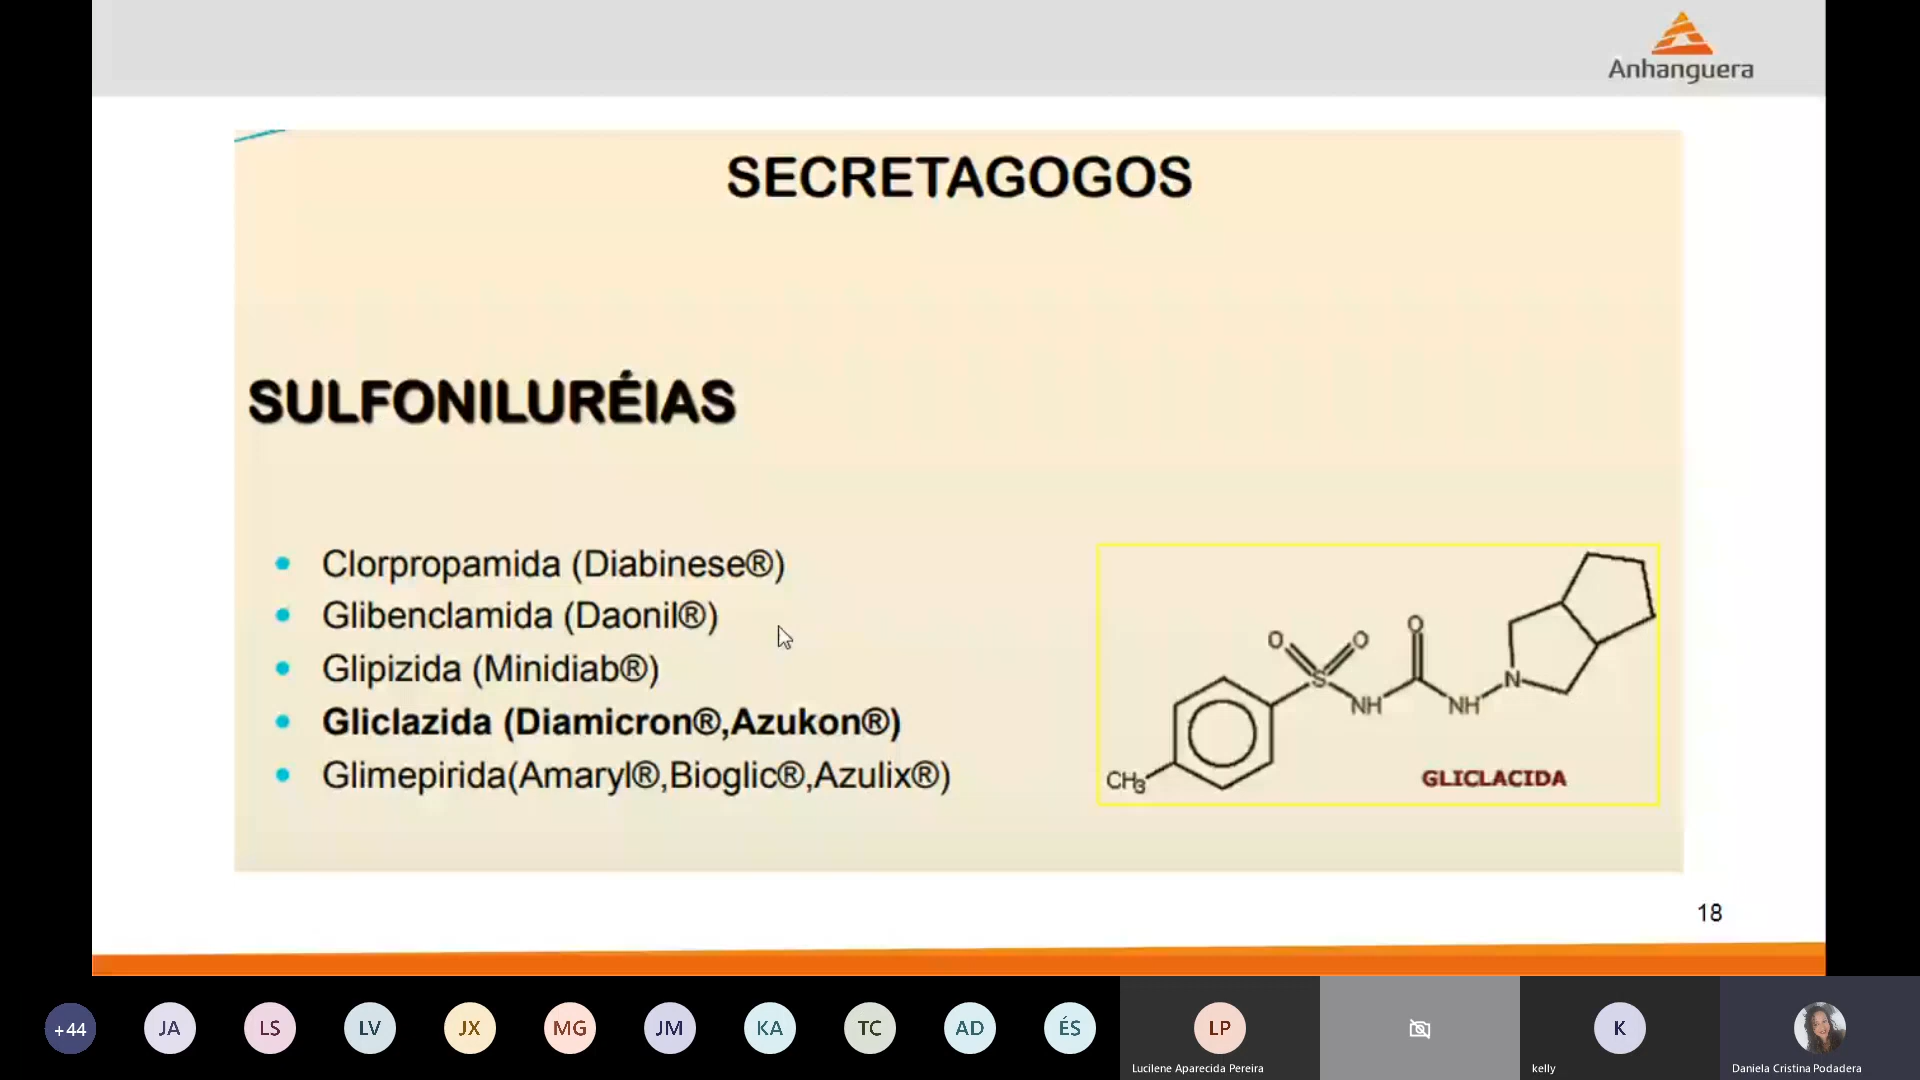 Anhanguera
SECRETAGOGOS
SULFONILURÉIAS
• Clorpropamida (Diabinese®)
• Glibenclamida (Daonil®)
• Glipizida (Minidiab®)
• Gliclazida (Diamicron®,Azukon®)
• Glimepirida(Amaryl®,Bioglic®,Azulix®)
O O O
S N
NH NH
CH3
GLICLACIDA
18
+44 JA LS LV JX MG JM KA TC AD ÉS LP K
Lucilene Aparecida Pereira kelly Daniela Cristina Podadera